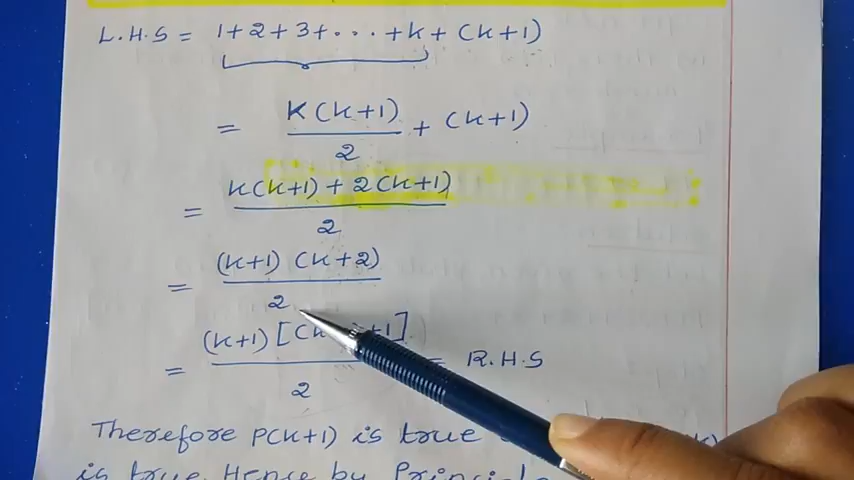 L.H.S = 1+2+3+...+k+(k+1)
= k(k+1)/2 + (k+1)
= k(k+1)+2(k+1)/2
= (k+1)(k+2)/2
= (k+1)[(k +1]/2 = R.H.S
Therefore P(k+1) is true
is true. Hence by Principle